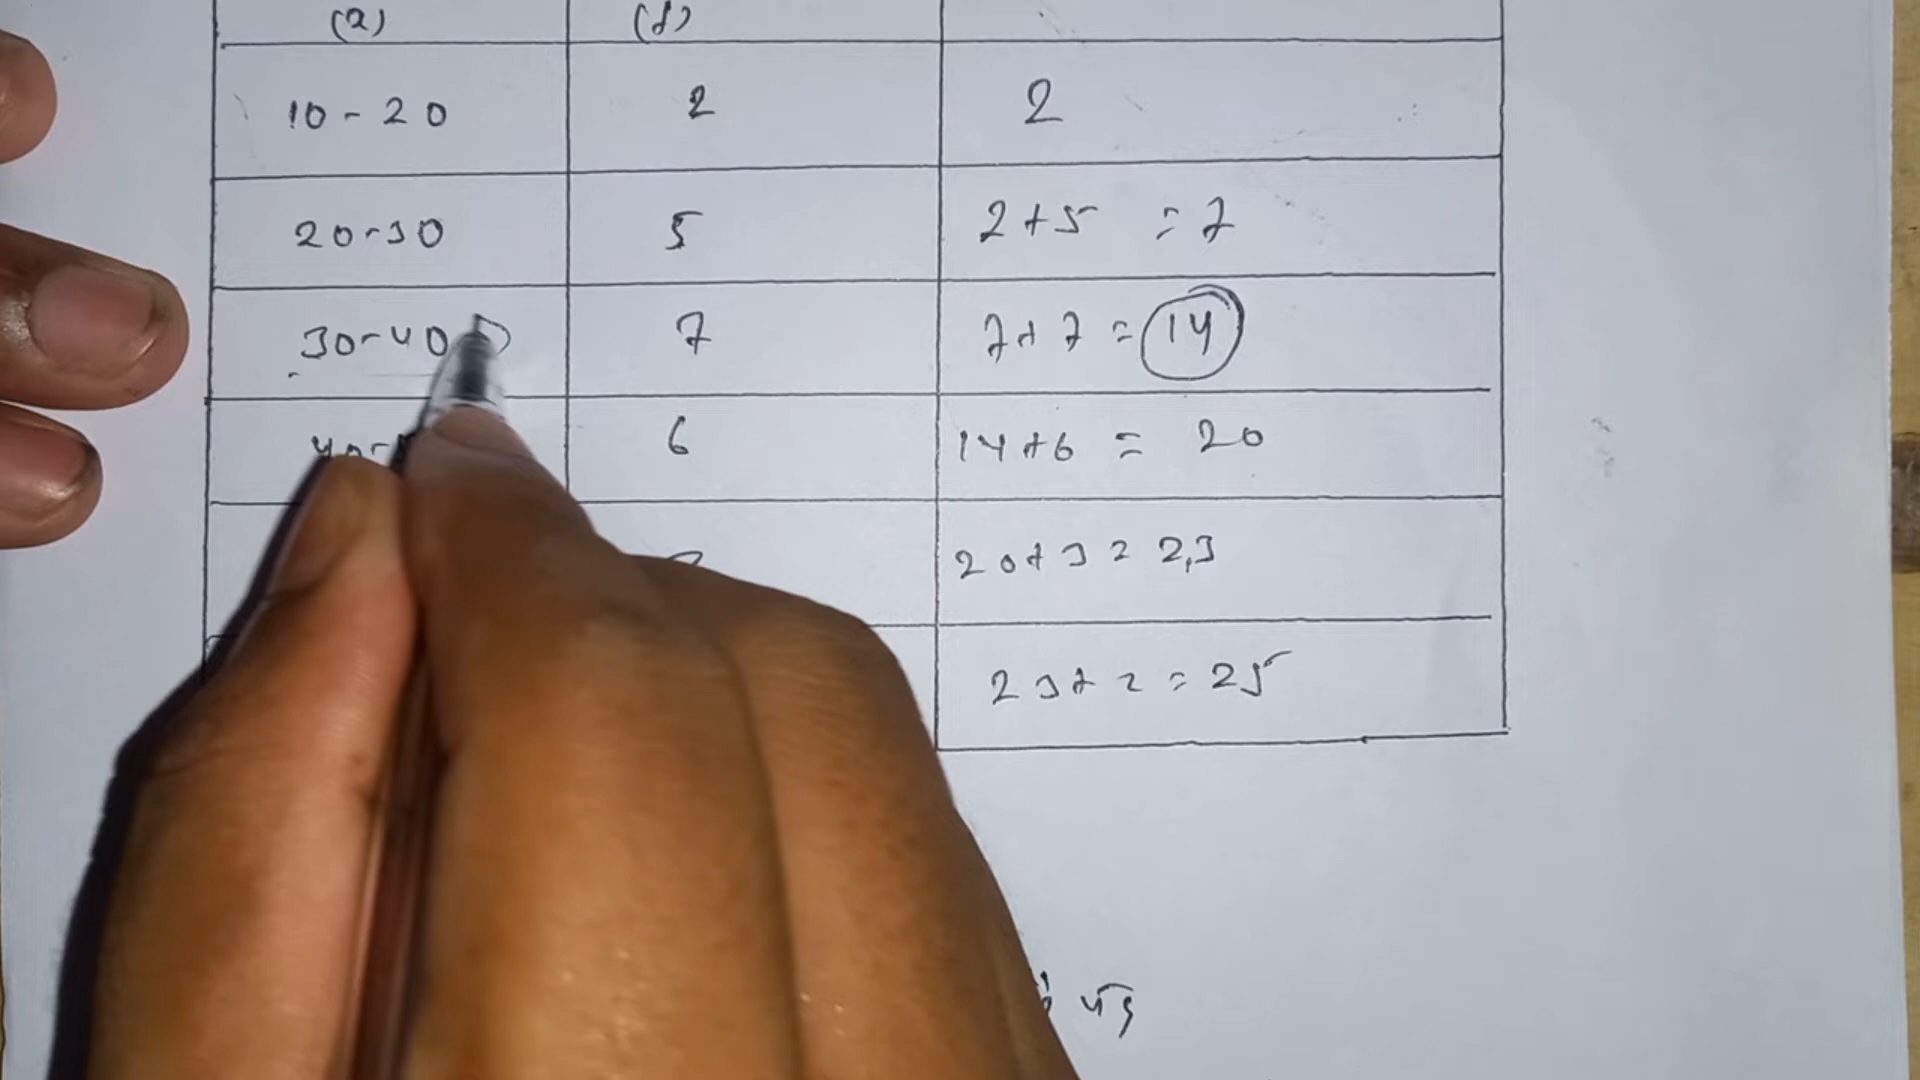 (x) (f)
10-20 2 2
20-30 5 2+5 = 7
30-40 7 7+7 = 14
40- 6 14+6 = 20
20+3 = 23
23+2 = 25